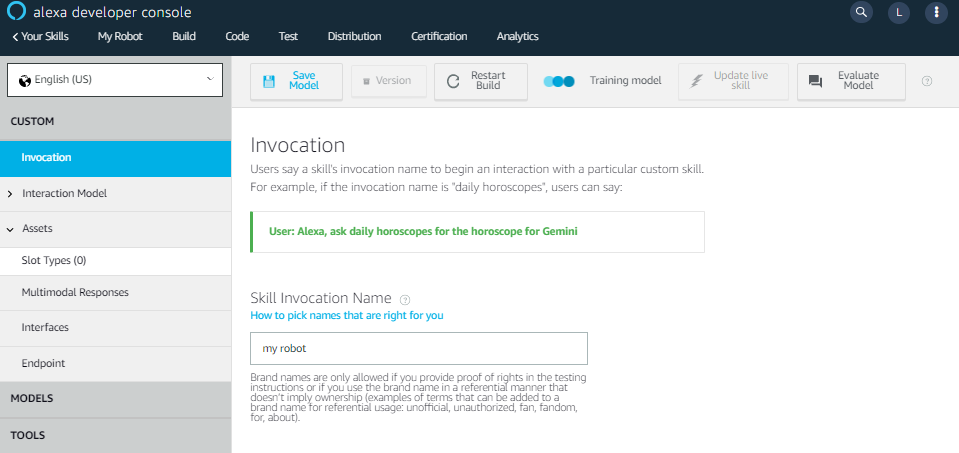 alexa developer console
L
Your Skills My Robot Build Code Test Distribution Certification Analytics
English (US)
Save Model
Version
Restart Build
Training model
Update live skill
Evaluate Model
CUSTOM
Invocation
Interaction Model
Assets
Slot Types (0)
Multimodal Responses
Interfaces
Endpoint
MODELS
TOOLS
Invocation
Users say a skill's invocation name to begin an interaction with a particular custom skill.
For example, if the invocation name is "daily horoscopes", users can say:
User: Alexa, ask daily horoscopes for the horoscope for Gemini
Skill Invocation Name
How to pick names that are right for you
my robot
Brand names are only allowed if you provide proof of rights in the testing
instructions or if you use the brand name in a referential manner that
doesn't imply ownership (examples of terms that can be added to a
brand name for referential usage: unofficial, unauthorized, fan, fandom,
for, about).